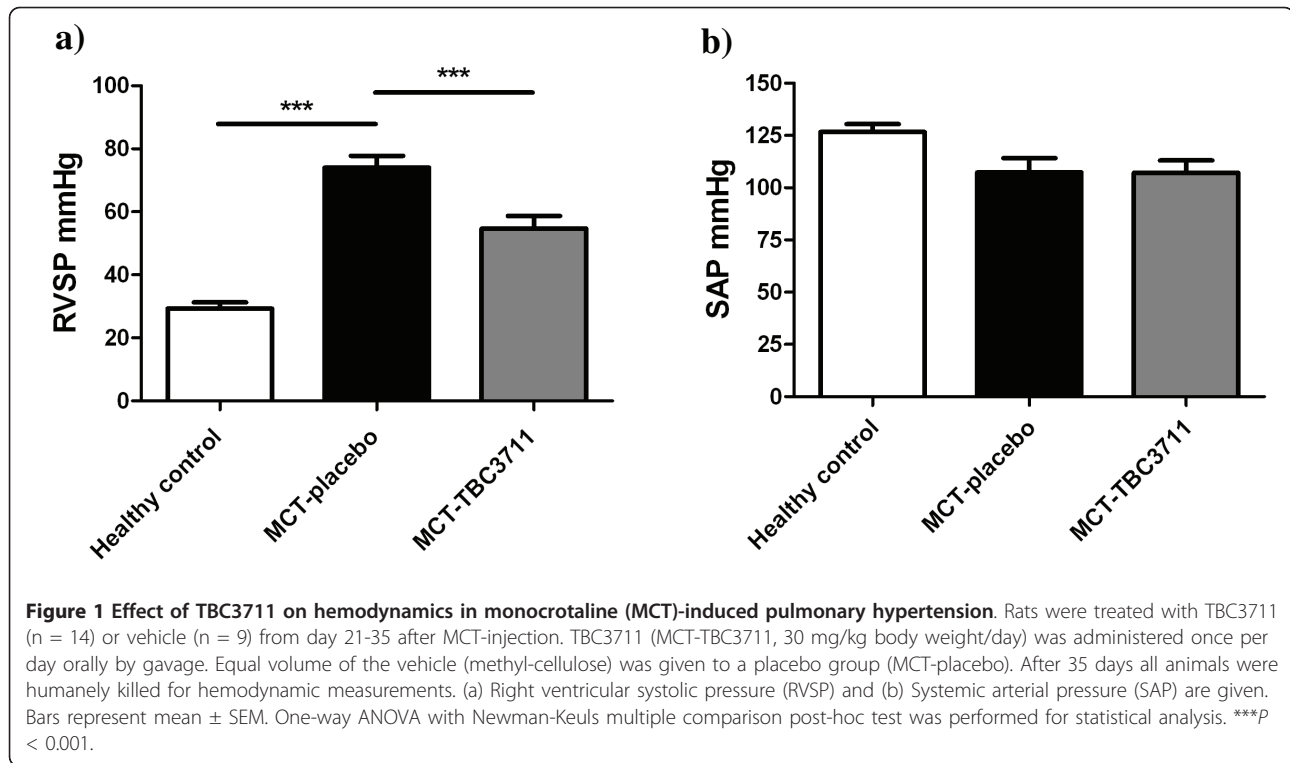 a)
***
***
100
80
60
40
20
0
RVSP mmHg
Healthy control
MCT-placebo
MCT-TBC3711
b)
150
125
100
75
50
25
0
SAP mmHg
Healthy control
MCT-placebo
MCT-TBC3711
Figure 1 Effect of TBC3711 on hemodynamics in monocrotaline (MCT)-induced pulmonary hypertension. Rats were treated with TBC3711
(n = 14) or vehicle (n = 9) from day 21-35 after MCT-injection. TBC3711 (MCT-TBC3711, 30 mg/kg body weight/day) was administered once per
day orally by gavage. Equal volume of the vehicle (methyl-cellulose) was given to a placebo group (MCT-placebo). After 35 days all animals were
humanely killed for hemodynamic measurements. (a) Right ventricular systolic pressure (RVSP) and (b) Systemic arterial pressure (SAP) are given.
Bars represent mean ± SEM. One-way ANOVA with Newman-Keuls multiple comparison post-hoc test was performed for statistical analysis. ***P
< 0.001.